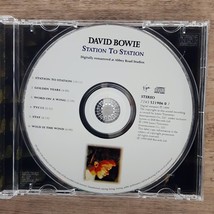 DAVID BOWIE
STATION TO STATION
Digitally remastered at Abbey Road Studios
STATION TO STATION
GOLDEN YEARS
WORD ON A WING
TVC15
STAY
WILD IS THE WIND
STEREO